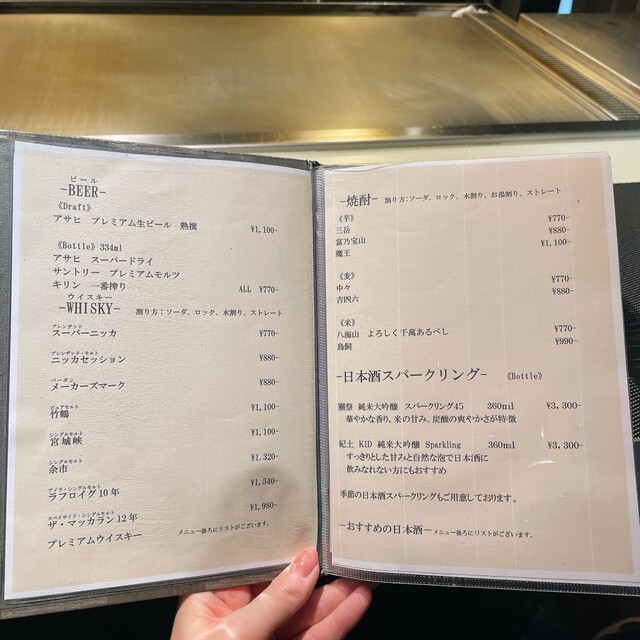 ビール
-BEER-
《Draft》
アサヒ プレミアム生ビール 熟撰 ¥1,100-
《Bottle》334ml
アサヒ スーパードライ
サントリー プレミアムモルツ
キリン 一番搾り ALL ¥770-
ウイスキー
-WHISKY- 割り方：ソーダ、ロック、水割り、ストレート
ブレンデッド
スーパーニッカ ¥770-
ブレンデッド・モルト
ニッカセッション ¥880-
バーボン
メーカーズマーク ¥880-
ピュアモルト
竹鶴 ¥1,100-
シングルモルト
宮城峡 ¥1,100-
シングルモルト
余市 ¥1.320-
アイラ・シングルモルト
ラフロイグ10年 ¥1,540-
スペイサイド・シングルモルト
ザ・マッカラン12年 ¥1,980-
プレミアムウイスキー メニュー後ろにリストがございます。
-焼酎- 割り方：ソーダ、ロック、水割り、お湯割り、ストレート
《芋》 ¥770-
三岳 ¥880-
富乃宝山 ¥1,100-
魔王
《麦》 ¥770-
中々 ¥880-
吉四六
《米》
八海山 よろしく千萬あるべし ¥770-
鳥飼 ¥990-
-日本酒スパークリング- 《Bottle》
獺祭 純米大吟醸 スパークリング45 360ml ¥3,300-
華やかな香り、米の甘み、炭酸の爽やかさが特徴
紀土 KID 純米大吟醸 Sparkling 360ml ¥3,300-
すっきりとした甘みと自然な泡で日本酒に
飲みなれない方にもおすすめ
季節の日本酒スパークリングもご用意しております。
-おすすめの日本酒-メニュー後ろにリストがございます。